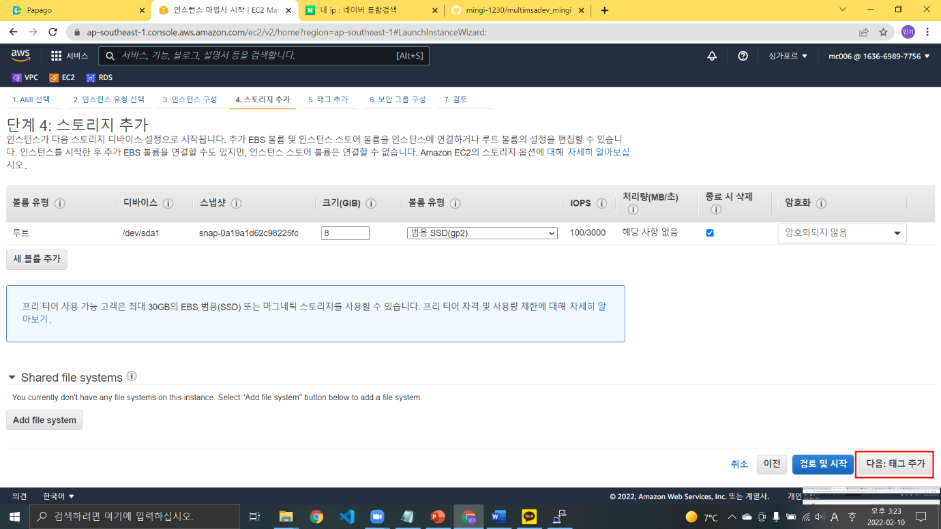 Papago
인스턴스 마법사 시작 | EC2 Mar
내 ip : 네이버 통합검색
mingi-1230/multimsadev_mingi
ap-southeast-1.console.aws.amazon.com/ec2/v2/home?region=ap-southeast-1#LaunchInstanceWizard:
aws 서비스 서비스, 기능, 블로그, 설명서 등을 검색합니다. [Alt+S] 싱가포르 mc006 @ 1636-6989-7756
VPC EC2 RDS
1. AMI 선택 2. 인스턴스 유형 선택 3. 인스턴스 구성 4. 스토리지 추가 5. 태그 추가 6. 보안 그룹 구성 7. 검토
단계 4: 스토리지 추가
인스턴스가 다음 스토리지 디바이스 설정으로 시작됩니다. 추가 EBS 볼륨 및 인스턴스 스토어 볼륨을 인스턴스에 연결하거나 루트 볼륨의 설정을 편집할 수 있습니
다. 인스턴스를 시작한 후 추가 EBS 볼륨을 연결할 수도 있지만, 인스턴스 스토어 볼륨은 연결할 수 없습니다. Amazon EC2의 스토리지 옵션에 대해 자세히 알아보십
시오.
볼륨 유형 디바이스 스냅샷 크기(GiB) 볼륨 유형 IOPS 처리량(MB/초) 종료 시 삭제 암호화
루트 /dev/sda1 snap-0a19a1d62c98225fc 8 범용 SSD(gp2) 100/3000 해당 사항 없음 암호화되지 않음
새 볼륨 추가
프리 티어 사용 가능 고객은 최대 30GB의 EBS 범용(SSD) 또는 마그네틱 스토리지를 사용할 수 있습니다. 프리 티어 자격 및 사용량 제한에 대해 자세히 알
아보기.
Shared file systems
You currently don't have any file systems on this instance. Select "Add file system" button below to add a file system.
Add file system
취소 이전 검토 및 시작 다음: 태그 추가
의견 한국어 © 2022, Amazon Web Services, Inc. 또는 계열사.
검색하려면 여기에 입력하십시오. 7°C A 오후 3:23
2022-02-10